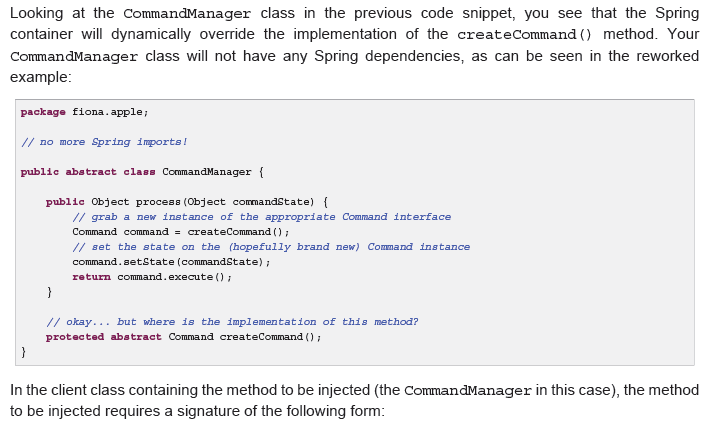 Looking at the CommandManager class in the previous code snippet, you see that the Spring
container will dynamically override the implementation of the createCommand() method. Your
CommandManager class will not have any Spring dependencies, as can be seen in the reworked
example:
package fiona.apple;
// no more Spring imports!
public abstract class CommandManager {
public Object process(Object commandState) {
// grab a new instance of the appropriate Command interface
Command command = createCommand();
// set the state on the (hopefully brand new) Command instance
command.setState(commandState);
return command.execute();
}
// okay... but where is the implementation of this method?
protected abstract Command createCommand();
}
In the client class containing the method to be injected (the CommandManager in this case), the method
to be injected requires a signature of the following form: